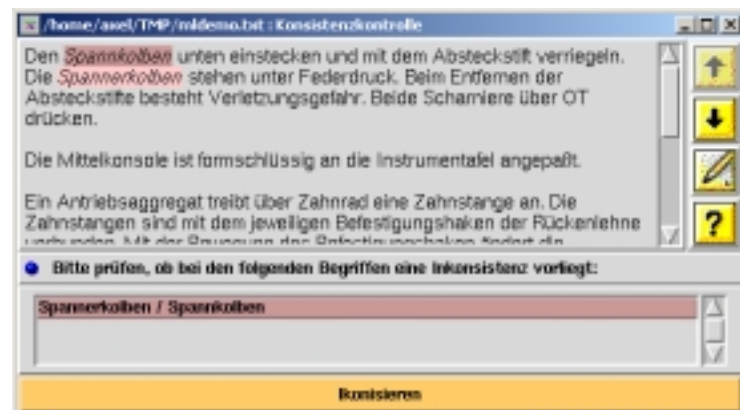 /home/axel/TMP/mldemo.txt : Konsistenzkontrolle
Den Spannkolben unten einstecken und mit dem Absteckstift verriegeln.
Die Spannerkolben stehen unter Federdruck. Beim Entfernen der
Absteckstifte besteht Verletzungsgefahr. Beide Scharniere über OT
drücken.
Die Mittelkonsole ist formschlüssig an die Instrumentafel angepaßt.
Ein Antriebsaggregat treibt über Zahnrad eine Zahnstange an. Die
Zahnstangen sind mit dem jeweiligen Befestigungshaken der Rückenlehne
?
Bitte prüfen, ob bei den folgenden Begriffen eine Inkonsistenz vorliegt:
Spannerkolben / Spannkolben
Ikonisieren